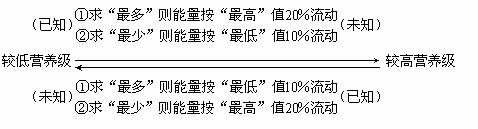 (已知) ①求“最多”则能量按“最高”值20%流动 (未知)
②求“最少”则能量按“最低”值10%流动
较低营养级 较高营养级
(未知) ①求“最多”则能量按“最低”值10%流动 (已知)
②求“最少”则能量按“最高”值20%流动